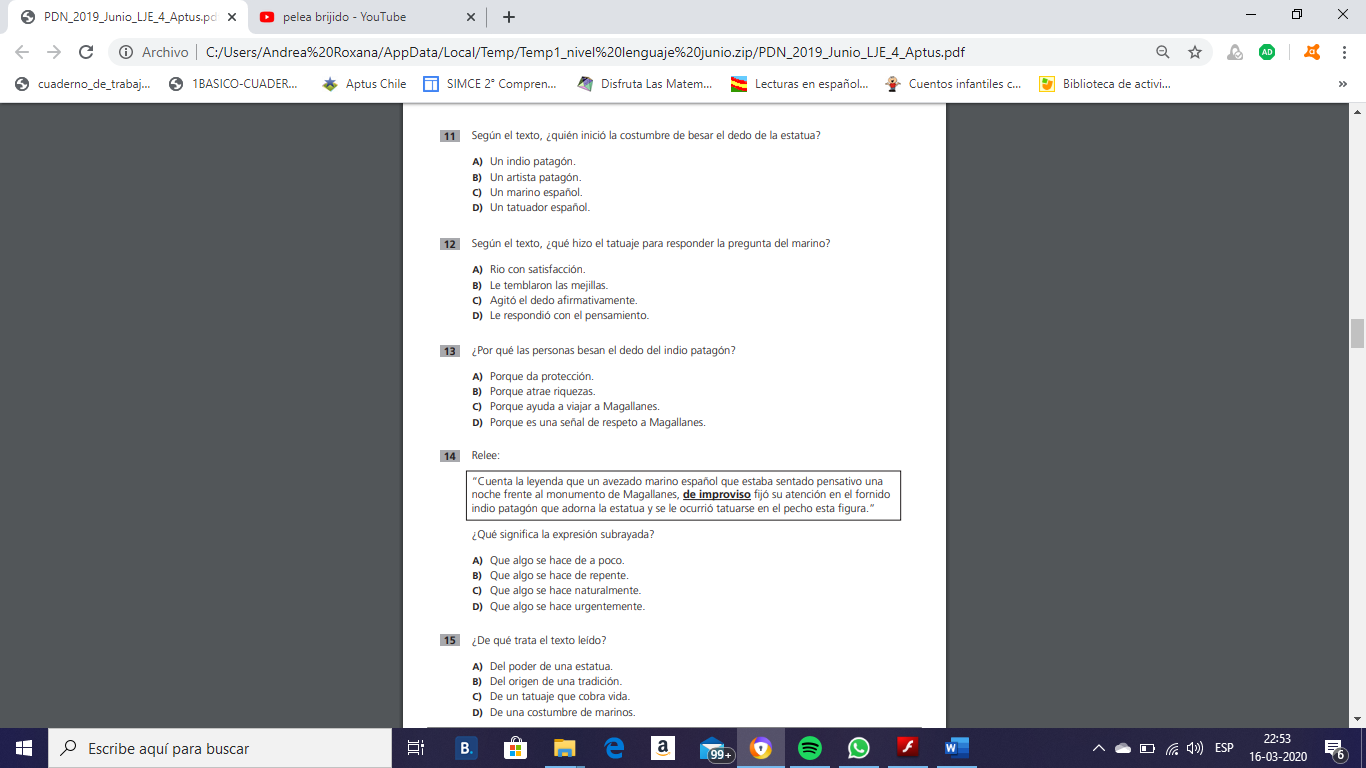 PDN_2019_Junio_LJE_4_Aptus.pd
pelea brijido - YouTube
Archivo
C:/Users/Andrea%20Roxana/AppData/Local/Temp/Temp1_nivel%20lenguaje%20junio.zip/PDN_2019_Junio_LJE_4_Aptus.pdf
AD
cuaderno_de_trabaj...
1BASICO-CUADER...
Aptus Chile
SIMCE 2° Compren...
Disfruta Las Matem...
Lecturas en español...
Cuentos infantiles c...
Biblioteca de activi...
»
11 Según el texto, ¿quién inició la costumbre de besar el dedo de la estatua?
A) Un indio patagón.
B) Un artista patagón.
C) Un marino español.
D) Un tatuador español.
12 Según el texto, ¿qué hizo el tatuaje para responder la pregunta del marino?
A) Rio con satisfacción.
B) Le temblaron las mejillas.
C) Agitó el dedo afirmativamente.
D) Le respondió con el pensamiento.
13 ¿Por qué las personas besan el dedo del indio patagón?
A) Porque da protección.
B) Porque atrae riquezas.
C) Porque ayuda a viajar a Magallanes.
D) Porque es una señal de respeto a Magallanes.
14 Relee:
“Cuenta la leyenda que un avezado marino español que estaba sentado pensativo una
noche frente al monumento de Magallanes, de improviso fijó su atención en el fornido
indio patagón que adorna la estatua y se le ocurrió tatuarse en el pecho esta figura.”
¿Qué significa la expresión subrayada?
A) Que algo se hace de a poco.
B) Que algo se hace de repente.
C) Que algo se hace naturalmente.
D) Que algo se hace urgentemente.
15 ¿De qué trata el texto leído?
A) Del poder de una estatua.
B) Del origen de una tradición.
C) De un tatuaje que cobra vida.
D) De una costumbre de marinos.
Escribe aquí para buscar
B.
a
99+
ESP
22:53
16-03-2020
6